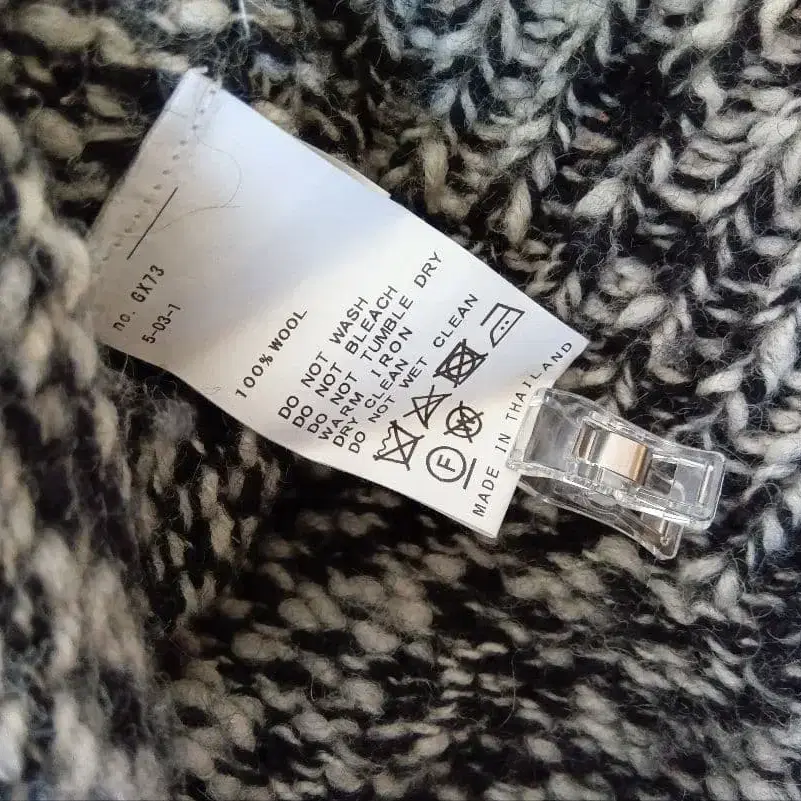 no. GX73
5-03-1
100% WOOL
DO NOT WASH
DO NOT BLEACH
DO NOT TUMBLE DRY
WARM IRON
DRY CLEAN
DO NOT WET CLEAN
F
W
MADE IN THAILAND